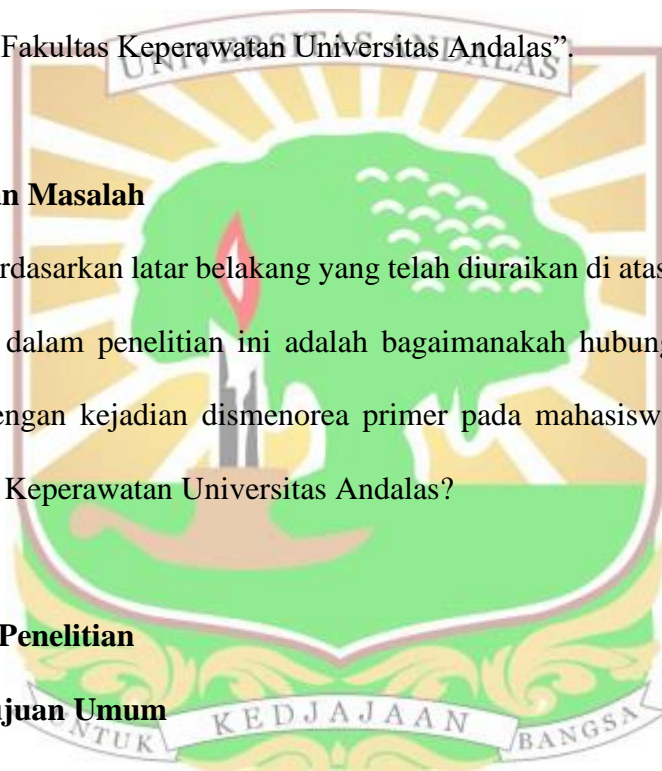 Fakultas Keperawatan Universitas Andalas”.
UNIVERSITAS ANDALAS
an Masalah
rdasarkan latar belakang yang telah diuraikan di atas
dalam penelitian ini adalah bagaimanakah hubung
engan kejadian dismenorea primer pada mahasisw
Keperawatan Universitas Andalas?
Penelitian
juan Umum
UNTUK KEDJAJAAN BANGSA